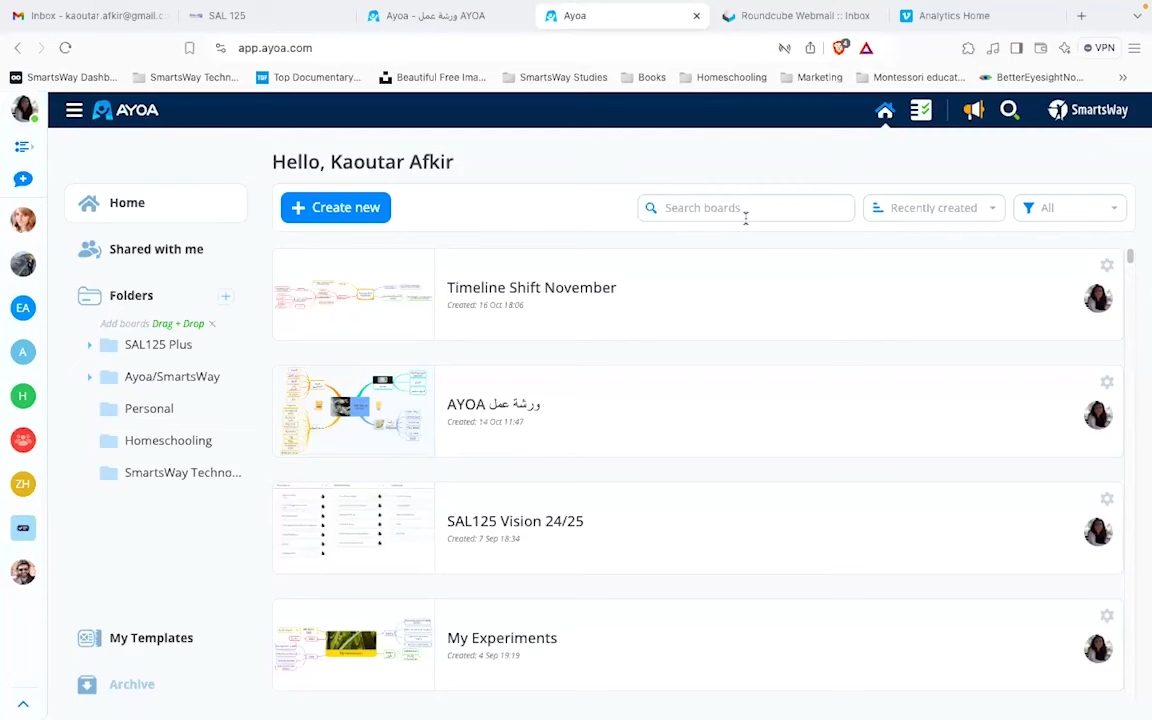 Inbox - kaoutar.afkir@gmail.c
SAL 125
Ayoa - ورشة عمل AYOA
Ayoa
Roundcube Webmail :: Inbox
Analytics Home
app.ayoa.com
4
VPN
SmartsWay Dashb...
SmartsWay Techn...
Top Documentary...
Beautiful Free Ima...
SmartsWay Studies
Books
Homeschooling
Marketing
Montessori educat...
BetterEyesightNo...
AYOA
SmartsWay
Hello, Kaoutar Afkir
Home
Create new
Search boards
Recently created
All
Shared with me
Folders
Add boards Drag + Drop
SAL125 Plus
Ayoa/SmartsWay
Personal
Homeschooling
SmartsWay Techno...
My Templates
Archive
EA
A
H
ZH
Timeline Shift November
Created: 16 Oct 18:06
ورشة عمل AYOA
Created: 14 Oct 11:47
SAL125 Vision 24/25
Created: 7 Sep 18:34
My Experiments
Created: 4 Sep 19:19